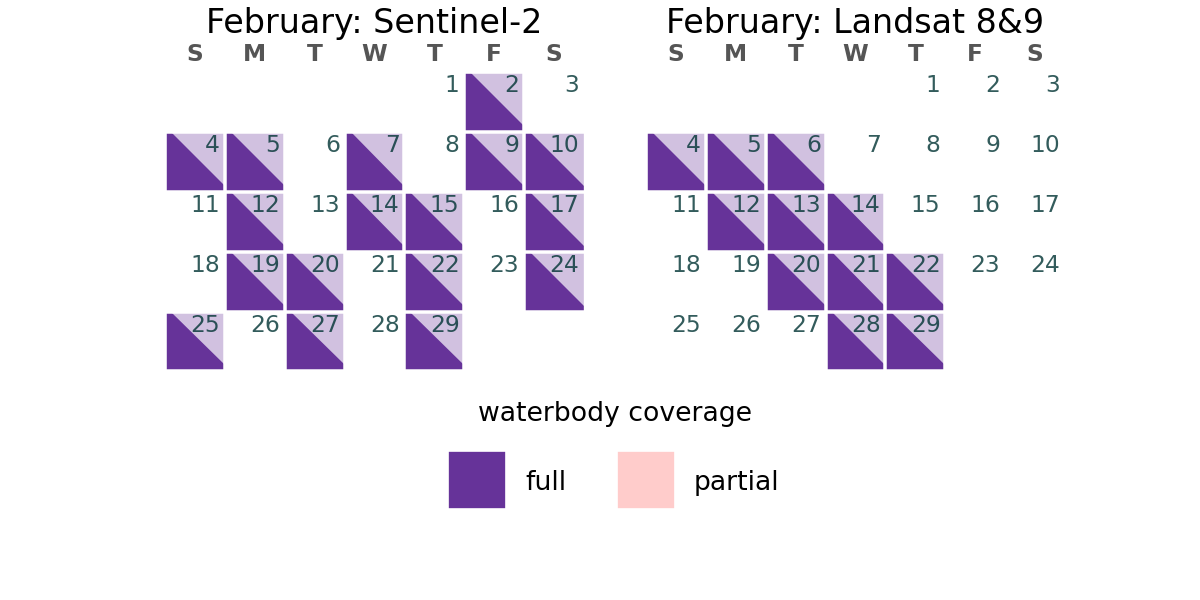 February: Sentinel-2
S M T W T F S
1 2 3
4 5 6 7 8 9 10
11 12 13 14 15 16 17
18 19 20 21 22 23 24
25 26 27 28 29
February: Landsat 8&9
S M T W T F S
1 2 3
4 5 6 7 8 9 10
11 12 13 14 15 16 17
18 19 20 21 22 23 24
25 26 27 28 29
waterbody coverage
full partial